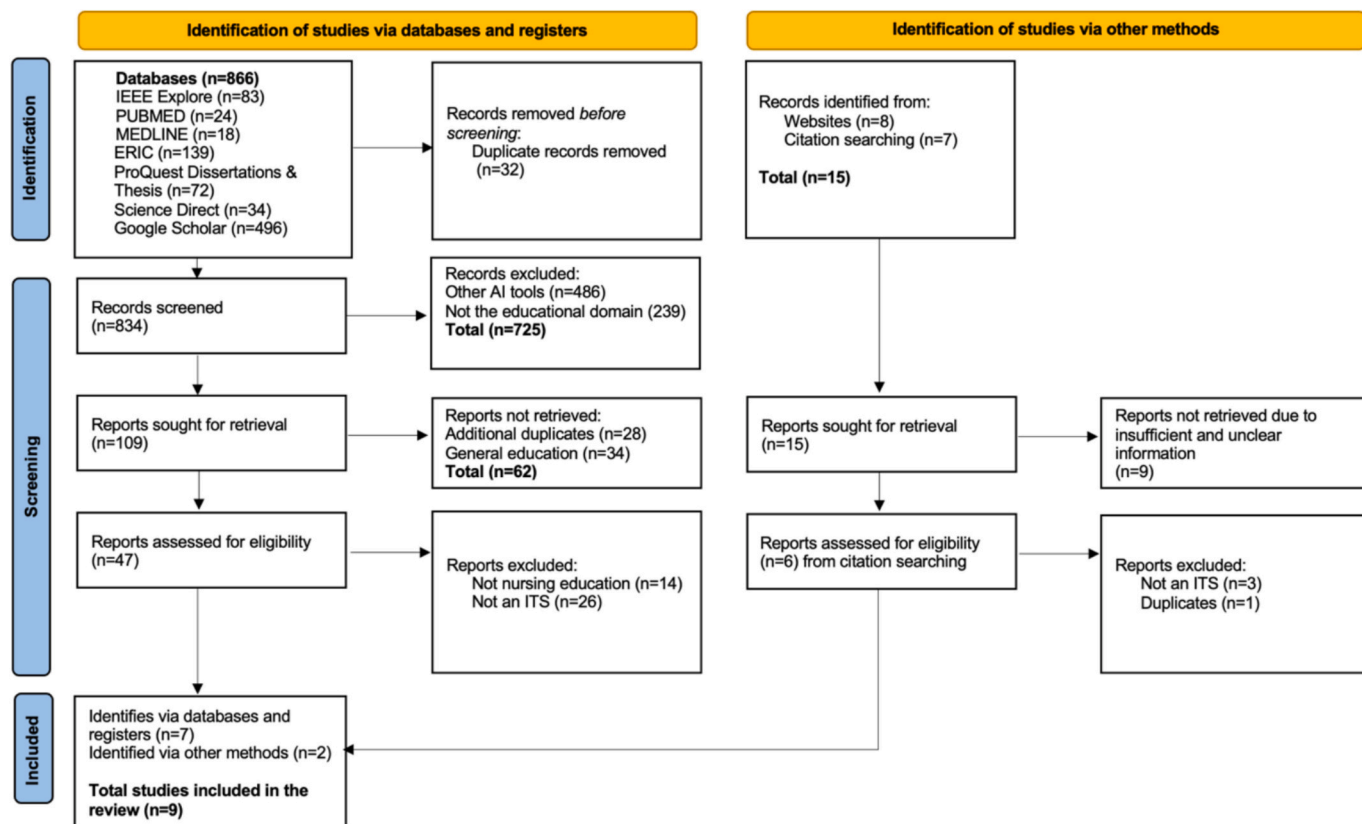 Identification of studies via databases and registers
Identification of studies via other methods
Identification
Databases (n=866)
IEEE Explore (n=83)
PUBMED (n=24)
MEDLINE (n=18)
ERIC (n=139)
ProQuest Dissertations &
Thesis (n=72)
Science Direct (n=34)
Google Scholar (n=496)
Records removed before
screening:
Duplicate records removed
(n=32)
Records identified from:
Websites (n=8)
Citation searching (n=7)
Total (n=15)
Screening
Records screened
(n=834)
Records excluded:
Other AI tools (n=486)
Not the educational domain (239)
Total (n=725)
Reports sought for retrieval
(n=109)
Reports not retrieved:
Additional duplicates (n=28)
General education (n=34)
Total (n=62)
Reports sought for retrieval
(n=15)
Reports not retrieved due to
insufficient and unclear
information
(n=9)
Reports assessed for eligibility
(n=47)
Reports excluded:
Not nursing education (n=14)
Not an ITS (n=26)
Reports assessed for eligibility
(n=6) from citation searching
Reports excluded:
Not an ITS (n=3)
Duplicates (n=1)
Included
Identifies via databases and
registers (n=7)
Identified via other methods (n=2)
Total studies included in the
review (n=9)